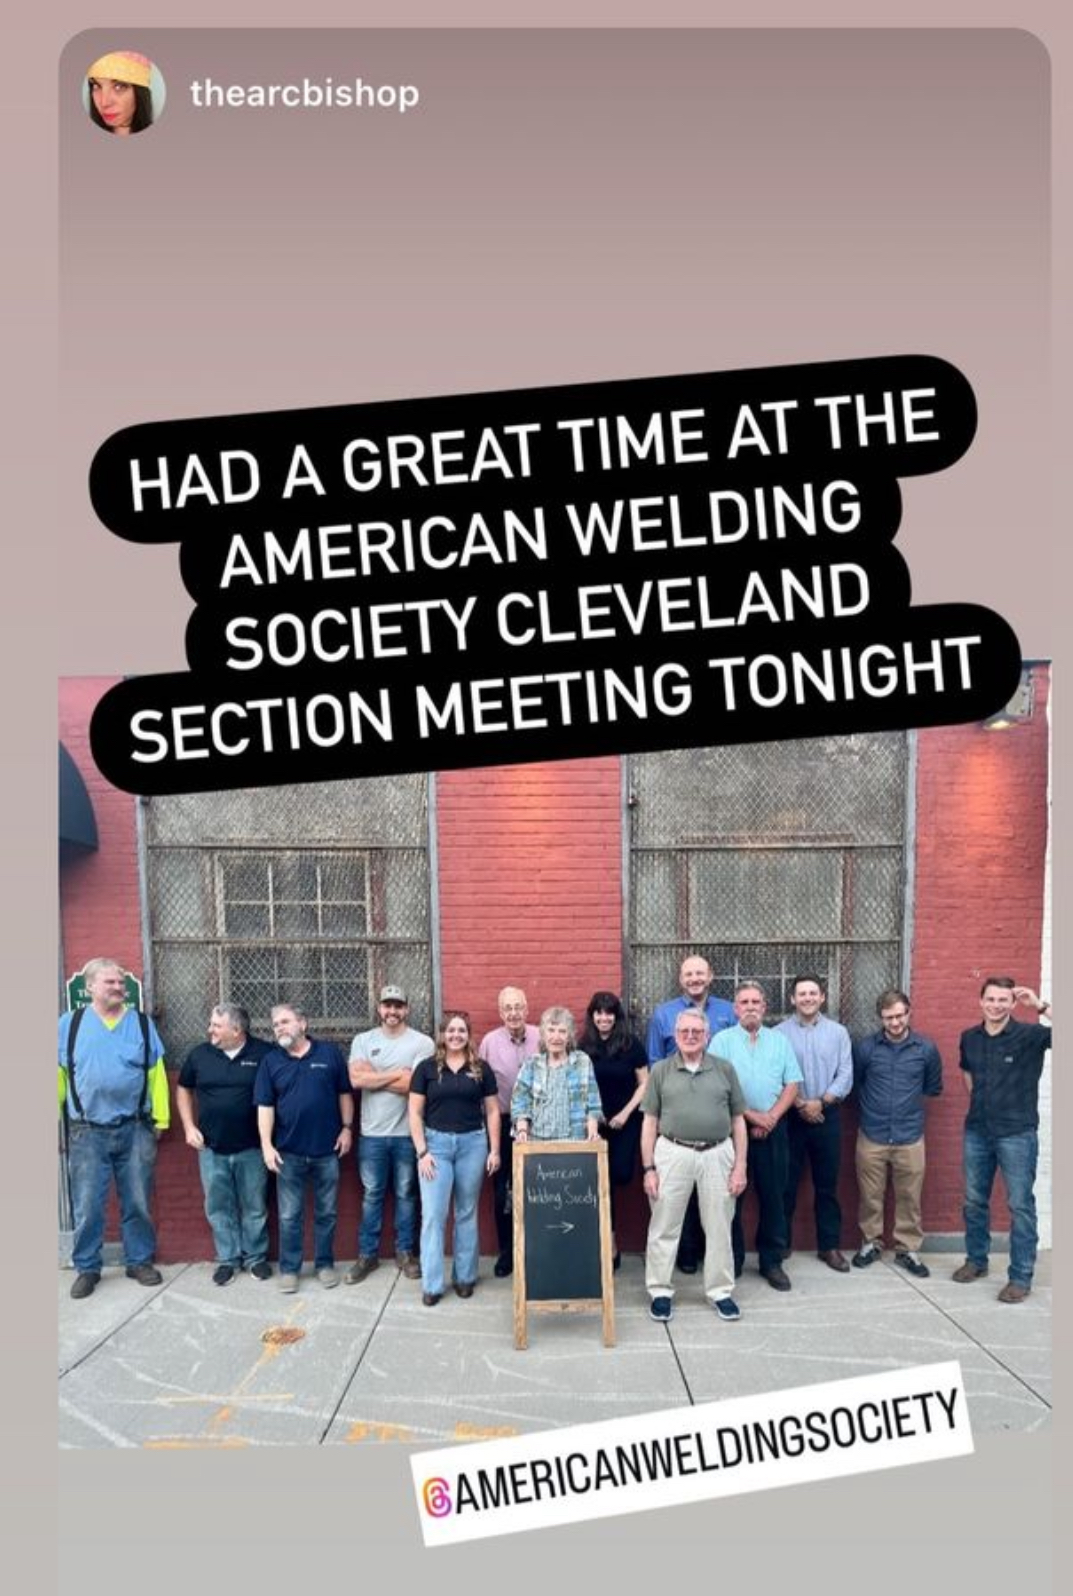 thearcbishop
HAD A GREAT TIME AT THE
AMERICAN WELDING
SOCIETY CLEVELAND
SECTION MEETING TONIGHT
American
Welding Society
→
@AMERICANWELDINGSOCIETY